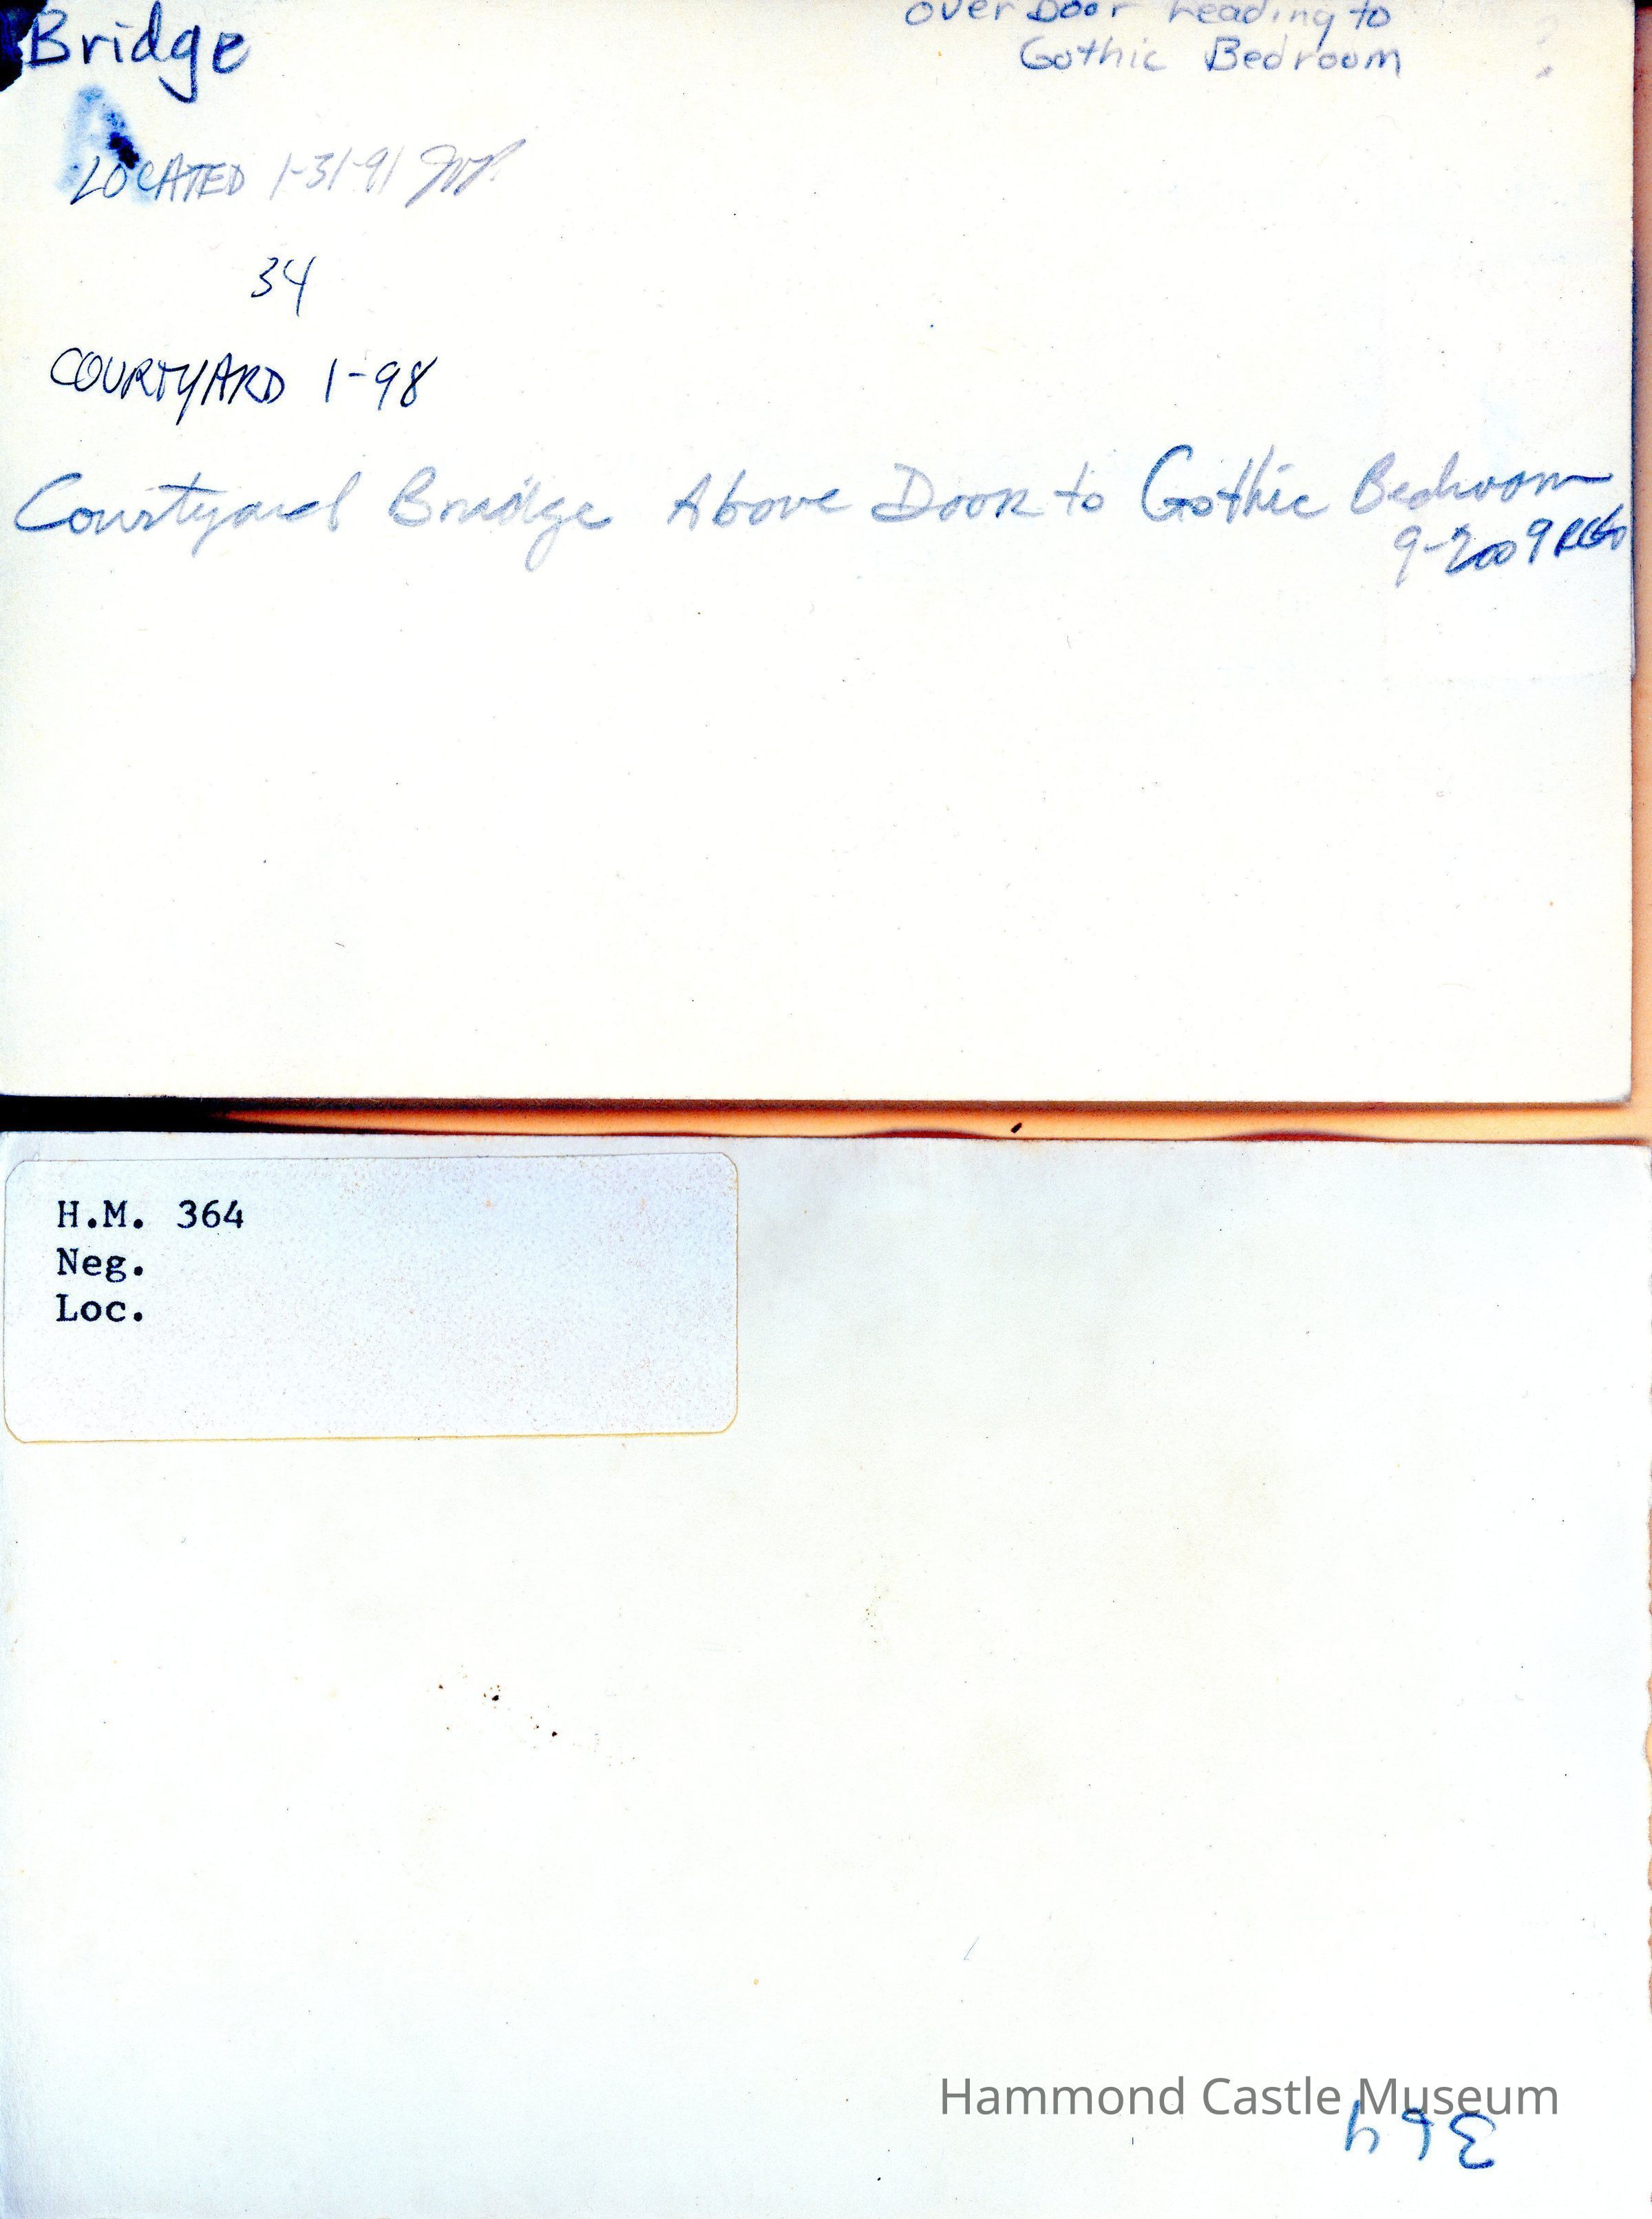 Bridge
over Door Leading to
Gothic Bedroom ?
LOCATED 1-31-91
34
COURTYARD 1-98
Courtyard Bridge Above Door to Gothic Bedroom
9-2009
H.M. 364
Neg.
Loc.
Hammond Castle Museum
364